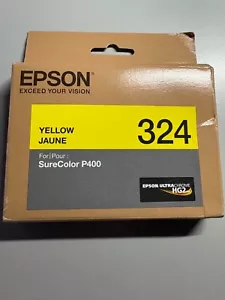 EPSON
EXCEED YOUR VISION
YELLOW
JAUNE
324
For|Pour :
SureColor P400
EPSON ULTRACHROME
HG2